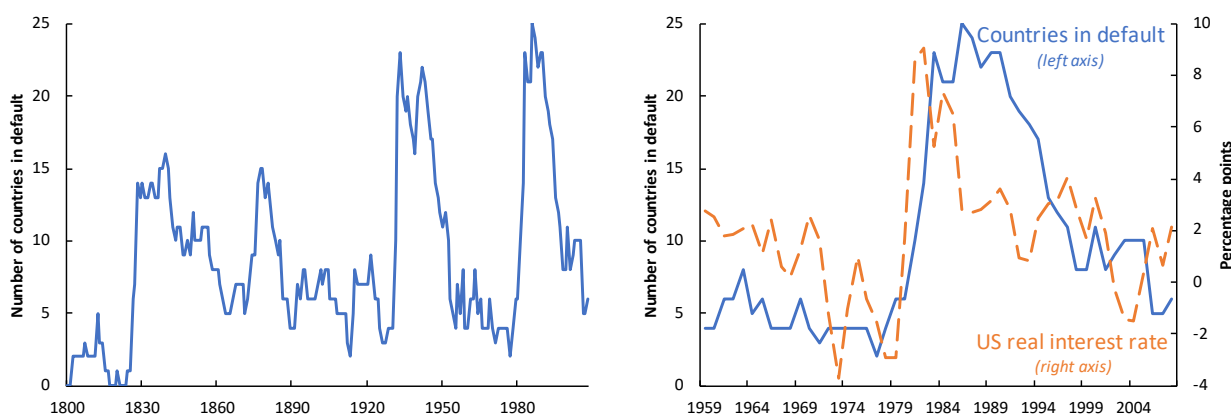 Number of countries in default
25
20
15
10
5
0
1800 1830 1860 1890 1920 1950 1980
Number of countries in default
25
20
15
10
5
0
Countries in default
(left axis)
US real interest rate
(right axis)
10
8
6
4
2
0
-2
-4
Percentage points
1959 1964 1969 1974 1979 1984 1989 1994 1999 2004